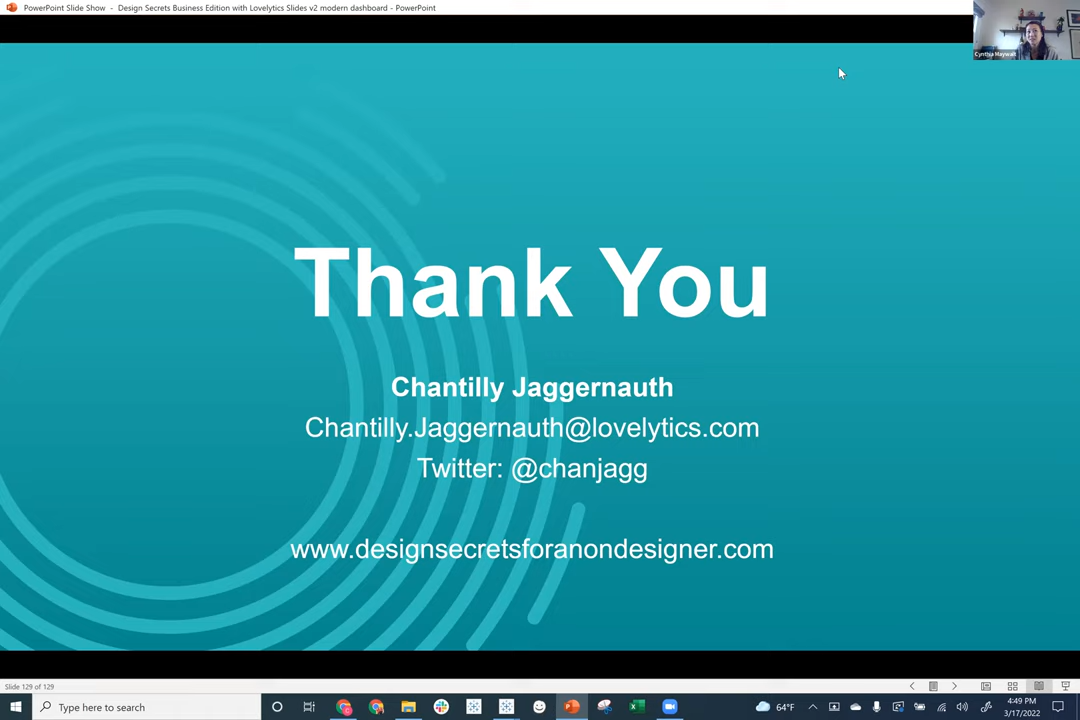 PowerPoint Slide Show - Design Secrets Business Edition with Lovelytics Slides v2 modern dashboard - PowerPoint
Cynthia Maywalt
Thank You
Chantilly Jaggernauth
Chantilly.Jaggernauth@lovelytics.com
Twitter: @chanjagg
www.designsecretsforanondesigner.com
Slide 129 of 129
Type here to search
64°F
4:49 PM
3/17/2022